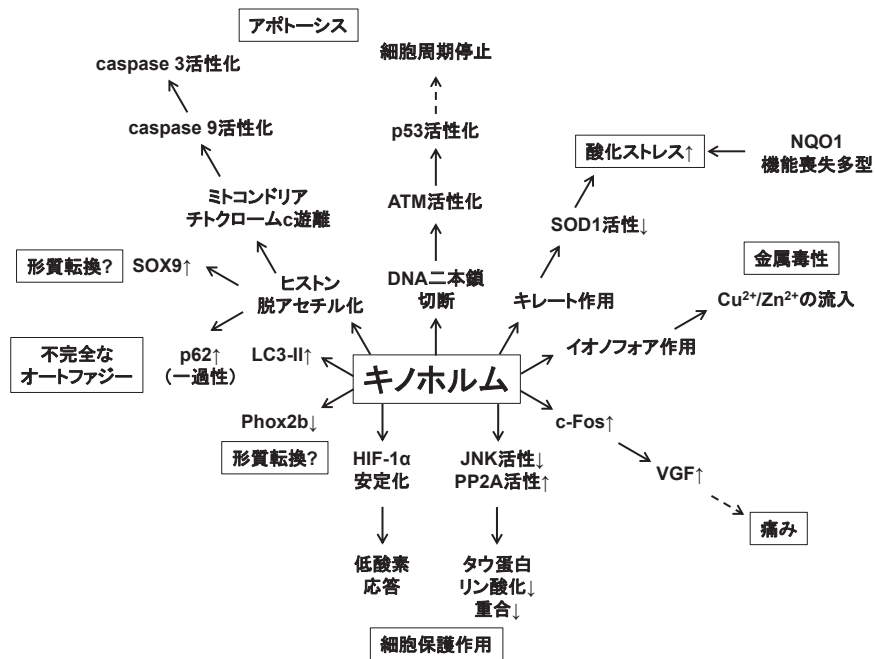 アポトーシス
caspase 3活性化
細胞周期停止
caspase 9活性化
p53活性化
酸化ストレス↑
NQO1
機能喪失多型
ミトコンドリア
チトクロームc遊離
ATM活性化
SOD1活性↓
形質転換?
SOX9↑
ヒストン
脱アセチル化
DNA二本鎖
切断
キレート作用
金属毒性
Cu²⁺/Zn²⁺の流入
不完全な
オートファジー
p62↑
(一過性)
LC3-II↑
キノホルム
イオノフォア作用
Phox2b↓
形質転換?
HIF-1α
安定化
JNK活性↓
PP2A活性↑
c-Fos↑
VGF↑
痛み
低酸素
応答
タウ蛋白
リン酸化↓
重合↓
細胞保護作用